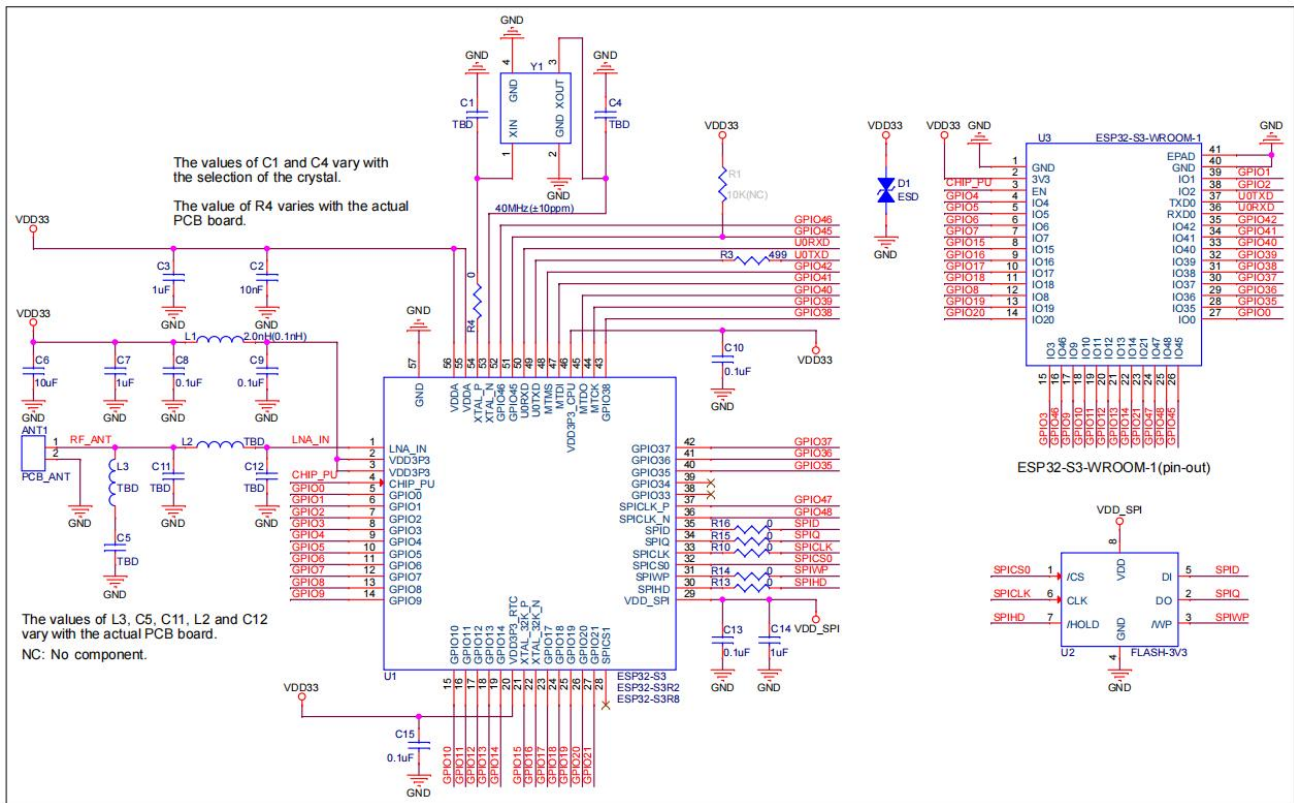 GND
GND
GND
4
3
Y1
GND
XOUT
XIN
GND
1
2
C1
TBD
C4
TBD
GND
40MHz(±10ppm)
The values of C1 and C4 vary with
the selection of the crystal.
The value of R4 varies with the actual
PCB board.
VDD33
C3
1uF
GND
C2
10nF
GND
R4
0
VDD33
R1
10K(NC)
GPIO46
GPIO45
U0RXD
R3
499
U0TXD
GPIO42
GPIO41
GPIO40
GPIO39
GPIO38
VDD33
C10
0.1uF
GND
VDD33
D1
ESD
GND
VDD33
L1
2.0nH(0.1nH)
C6
10uF
GND
C7
1uF
GND
C8
0.1uF
GND
C9
0.1uF
GND
ANT1
1
2
PCB_ANT
RF_ANT
GND
L2
TBD
LNA_IN
L3
TBD
C5
TBD
GND
C11
TBD
GND
C12
TBD
GND
The values of L3, C5, C11, L2 and C12
vary with the actual PCB board.
NC: No component.
GND
57
GND
56
VDDA
55
VDDA
54
XTAL_P
53
XTAL_N
52
GPIO46
51
GPIO45
50
U0RXD
49
U0TXD
48
MTMS
47
MTDI
46
VDD3P3_CPU
45
MTDO
44
MTCK
43
GPIO38
1
LNA_IN
2
VDD3P3
3
VDD3P3
CHIP_PU
4
CHIP_PU
GPIO0
5
GPIO0
GPIO1
6
GPIO1
GPIO2
7
GPIO2
GPIO3
8
GPIO3
GPIO4
9
GPIO4
GPIO5
10
GPIO5
GPIO6
11
GPIO6
GPIO7
12
GPIO7
GPIO8
13
GPIO8
GPIO9
14
GPIO9
GPIO37
42
GPIO37
GPIO36
41
GPIO36
GPIO35
40
GPIO35
GPIO34
39
GPIO33
38
SPICLK_P
37
GPIO47
SPICLK_N
36
GPIO48
SPID
35
R16
0
SPID
SPIQ
34
R15
0
SPIQ
SPICLK
33
R10
0
SPICLK
SPICS0
32
SPICS0
SPIWP
31
R14
0
SPIWP
SPIHD
30
R13
0
SPIHD
VDD_SPI
29
VDD_SPI
C13
0.1uF
GND
C14
1uF
GND
U1
ESP32-S3
ESP32-S3R2
ESP32-S3R8
GPIO10
15
GPIO10
GPIO11
16
GPIO11
GPIO12
17
GPIO12
GPIO13
18
GPIO13
GPIO14
19
GPIO14
VDD3P3_RTC
20
XTAL_32K_P
21
GPIO15
XTAL_32K_N
22
GPIO16
GPIO17
23
GPIO17
GPIO18
24
GPIO18
GPIO19
25
GPIO19
GPIO20
26
GPIO20
GPIO21
27
GPIO21
SPICS1
28
VDD33
C15
0.1uF
GND
VDD33
GND
U3
ESP32-S3-WROOM-1
GND
1
GND
2
3V3
CHIP_PU
3
EN
GPIO4
4
IO4
GPIO5
5
IO5
GPIO6
6
IO6
GPIO7
7
IO7
GPIO15
8
IO15
GPIO16
9
IO16
GPIO17
10
IO17
GPIO18
11
IO18
GPIO8
12
IO8
GPIO19
13
IO19
GPIO20
14
IO20
EPAD
41
GND
40
IO1
39
GPIO1
IO2
38
GPIO2
TXD0
37
U0TXD
RXD0
36
U0RXD
IO42
35
GPIO42
IO41
34
GPIO41
IO40
33
GPIO40
IO39
32
GPIO39
IO38
31
GPIO38
IO37
30
GPIO37
IO36
29
GPIO36
IO35
28
GPIO35
IO0
27
GPIO0
IO3
15
GPIO3
IO46
16
GPIO46
IO9
17
GPIO9
IO10
18
GPIO10
IO11
19
GPIO11
IO12
20
GPIO12
IO13
21
GPIO13
IO14
22
GPIO14
IO21
23
GPIO21
IO47
24
GPIO47
IO48
25
GPIO48
IO45
26
GPIO45
ESP32-S3-WROOM-1(pin-out)
VDD_SPI
8
VDD
SPICS0
1
/CS
DI
5
SPID
SPICLK
6
CLK
DO
2
SPIQ
SPIHD
7
/HOLD
/WP
3
SPIWP
GND
U2
4
FLASH-3V3
GND